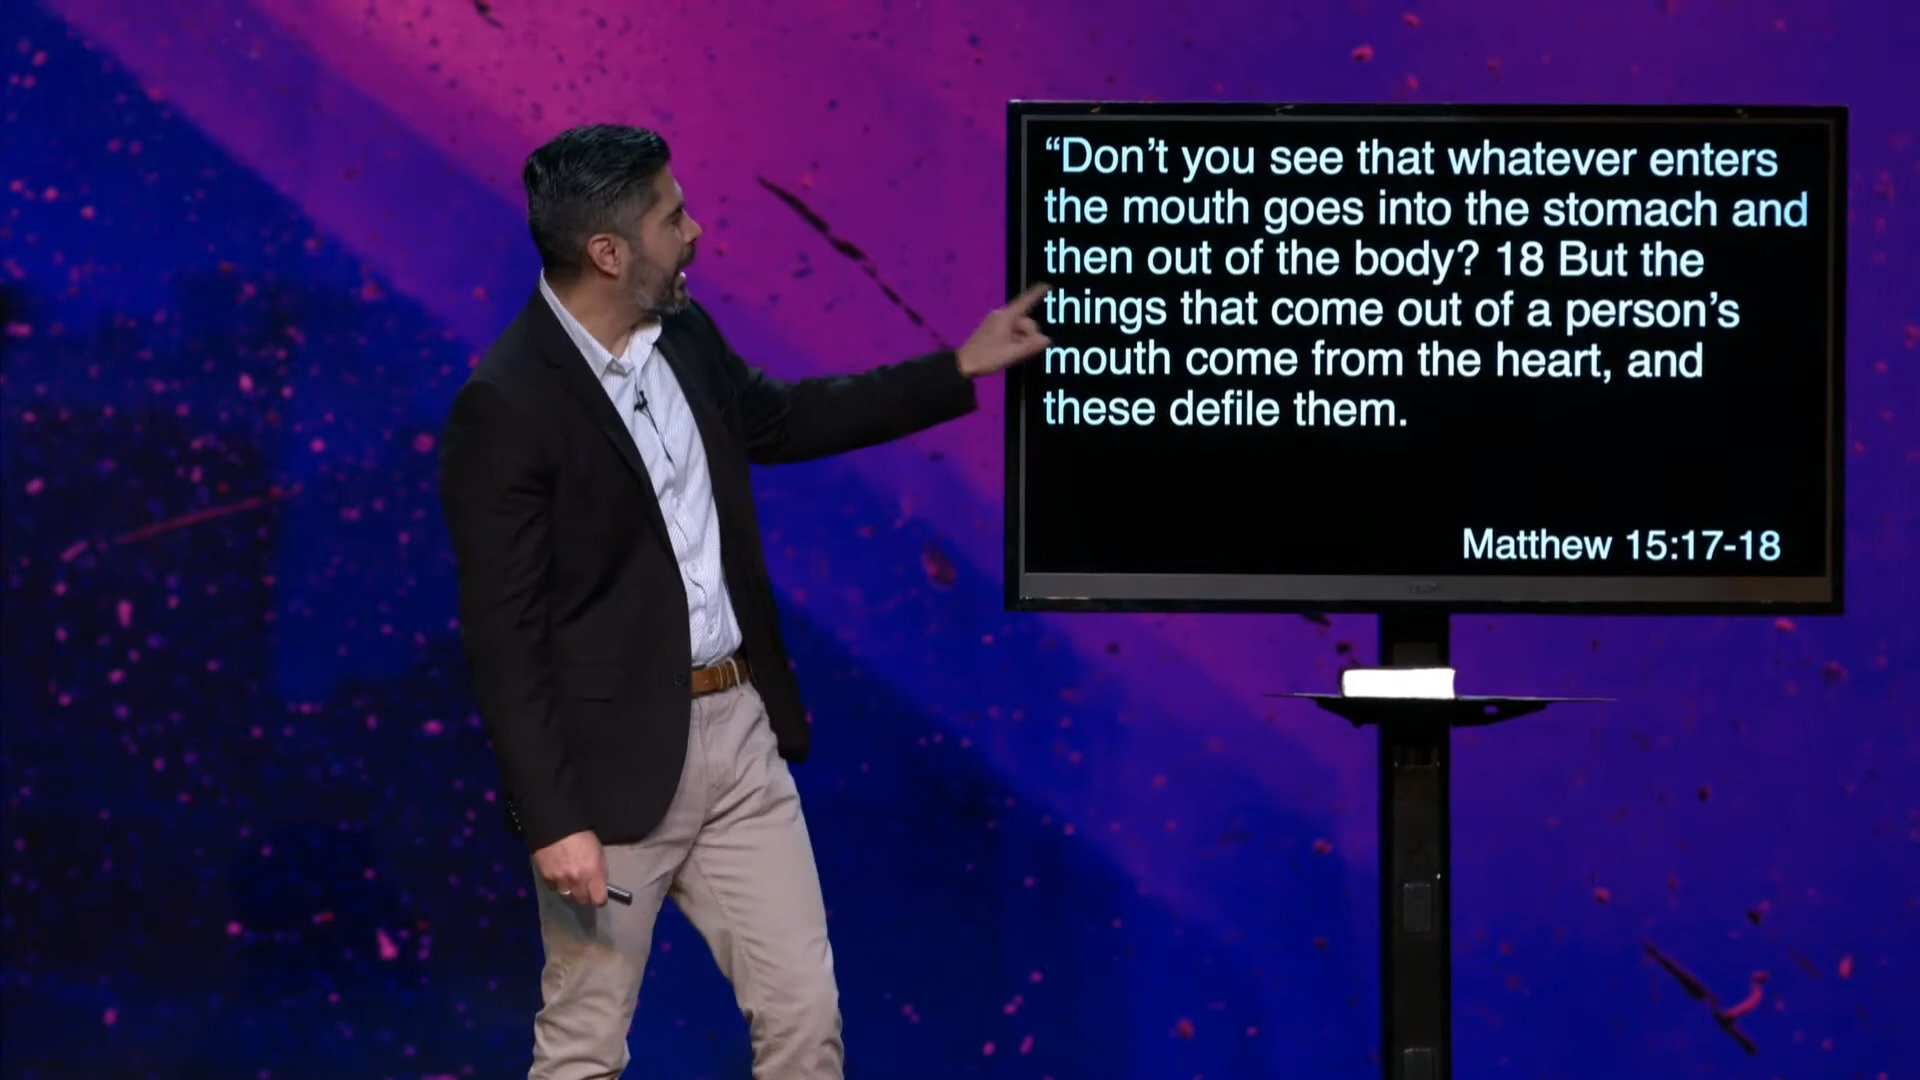 “Don’t you see that whatever enters
the mouth goes into the stomach and
then out of the body? 18 But the
things that come out of a person’s
mouth come from the heart, and
these defile them.
Matthew 15:17-18